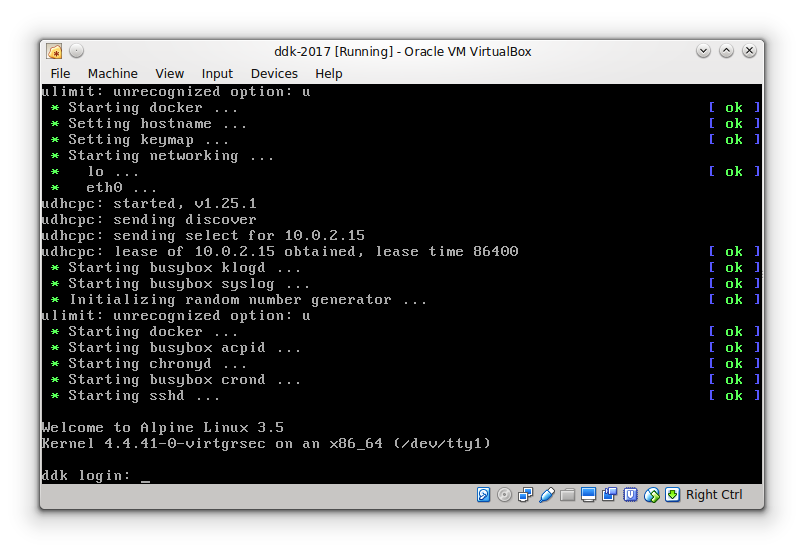 ddk-2017 [Running] - Oracle VM VirtualBox
File Machine View Input Devices Help
ulimit: unrecognized option: u
* Starting docker ... [ ok ]
* Setting hostname ... [ ok ]
* Setting keymap ... [ ok ]
* Starting networking ...
*   lo ... [ ok ]
*   eth0 ...
udhcpc: started, v1.25.1
udhcpc: sending discover
udhcpc: sending select for 10.0.2.15
udhcpc: lease of 10.0.2.15 obtained, lease time 86400 [ ok ]
* Starting busybox klogd ... [ ok ]
* Starting busybox syslog ... [ ok ]
* Initializing random number generator ... [ ok ]
ulimit: unrecognized option: u
* Starting docker ... [ ok ]
* Starting busybox acpid ... [ ok ]
* Starting chronyd ... [ ok ]
* Starting busybox crond ... [ ok ]
* Starting sshd ... [ ok ]
Welcome to Alpine Linux 3.5
Kernel 4.4.41-0-virtgrsec on an x86_64 (/dev/tty1)
ddk login: _
Right Ctrl